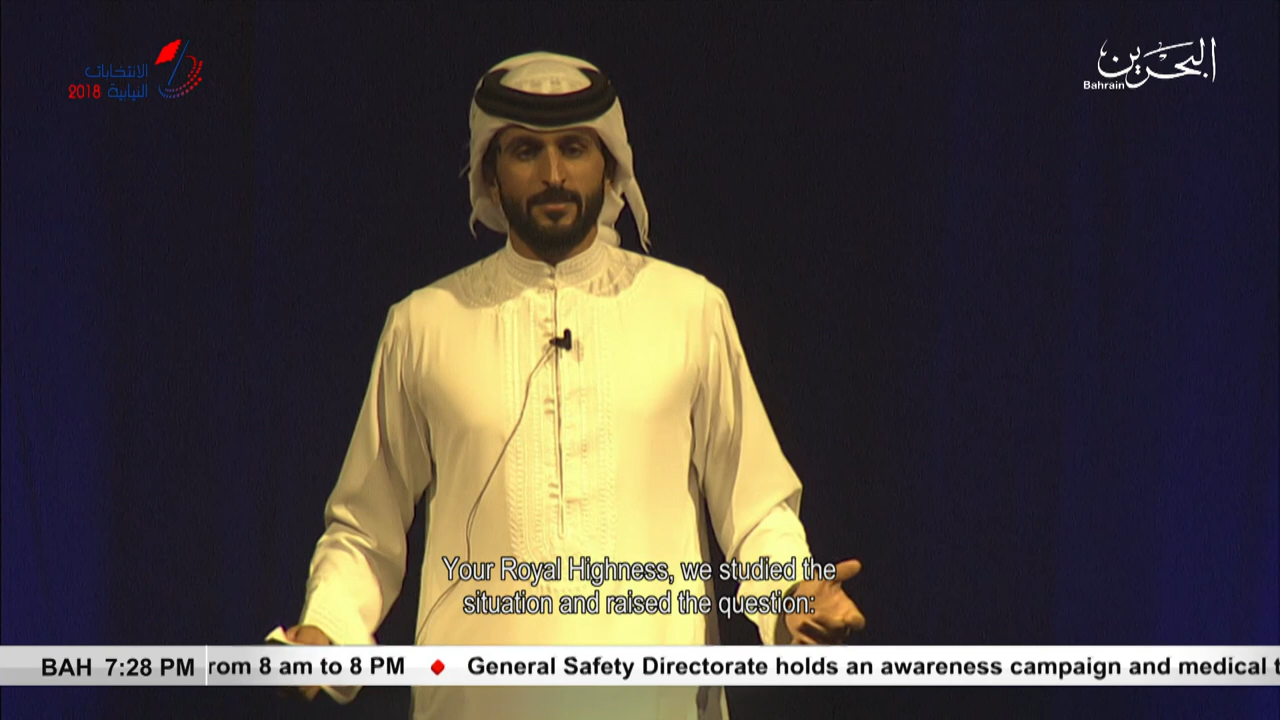 الانتخابات
النيابية 2018
البحرين
Bahrain
Your Royal Highness, we studied the
situation and raised the question:
BAH 7:28 PM rom 8 am to 8 PM ♦ General Safety Directorate holds an awareness campaign and medical t